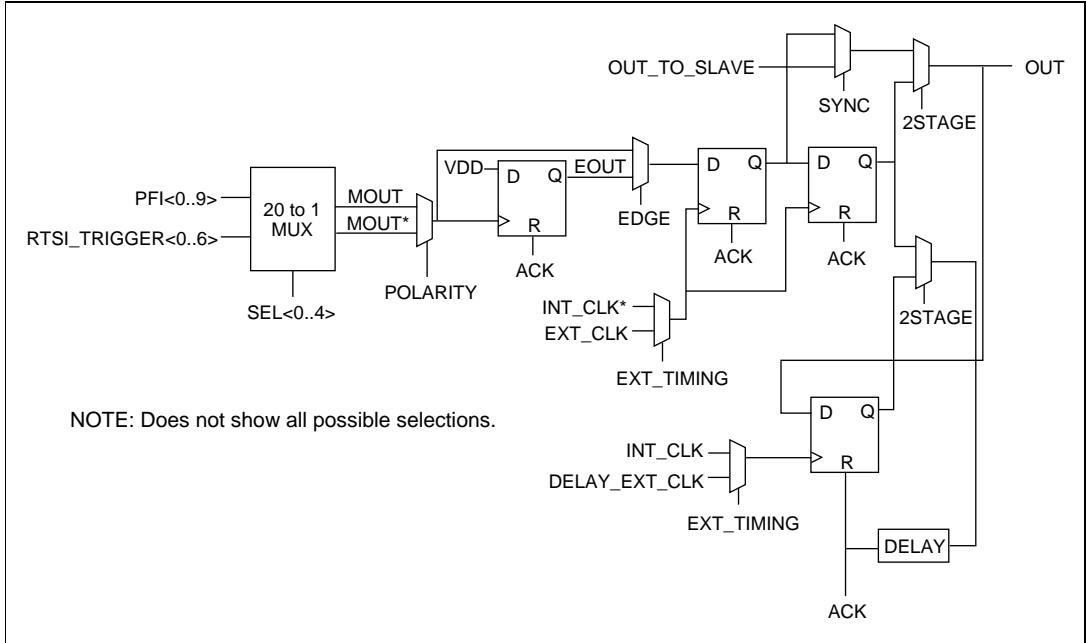 OUT_TO_SLAVE
OUT
SYNC
2STAGE
PFI<0..9>
RTSI_TRIGGER<0..6>
20 to 1
MUX
SEL<0..4>
MOUT
MOUT*
POLARITY
VDD
D Q
R
ACK
EOUT
EDGE
D Q
R
ACK
D Q
R
ACK
INT_CLK*
EXT_CLK
EXT_TIMING
2STAGE
NOTE: Does not show all possible selections.
D Q
R
INT_CLK
DELAY_EXT_CLK
EXT_TIMING
DELAY
ACK